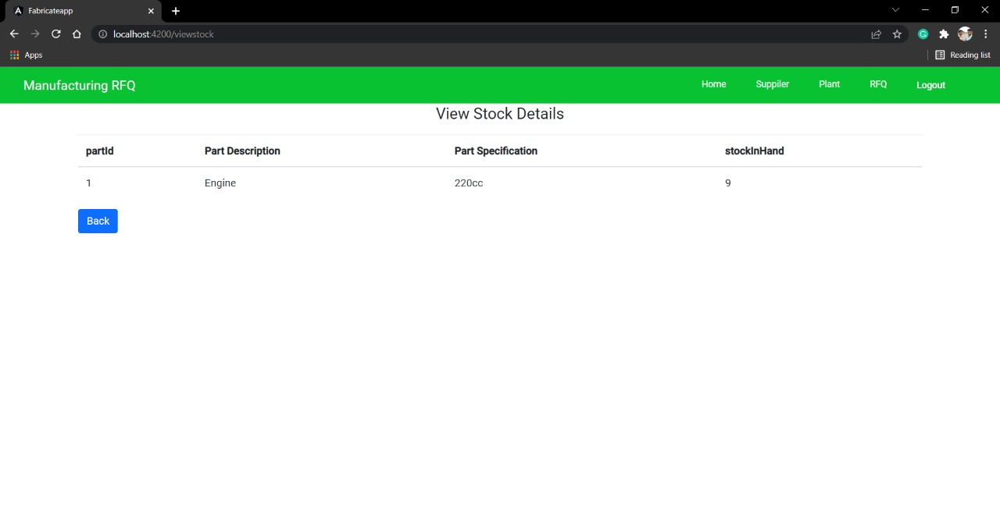 Fabricateapp
localhost:4200/viewstock
Apps
Reading list
Manufacturing RFQ Home Suppiler Plant RFQ Logout
View Stock Details
partId Part Description Part Specification stockInHand
1 Engine 220cc 9
Back